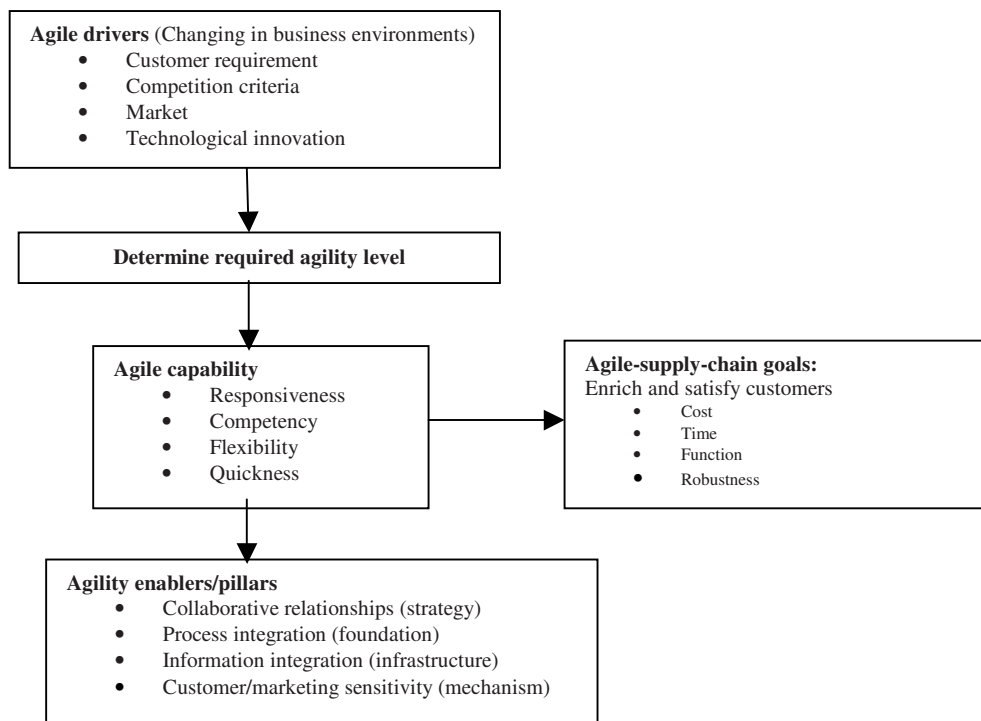 Agile drivers (Changing in business environments)
• Customer requirement
• Competition criteria
• Market
• Technological innovation
Determine required agility level
Agile capability
• Responsiveness
• Competency
• Flexibility
• Quickness
Agile-supply-chain goals:
Enrich and satisfy customers
• Cost
• Time
• Function
• Robustness
Agility enablers/pillars
• Collaborative relationships (strategy)
• Process integration (foundation)
• Information integration (infrastructure)
• Customer/marketing sensitivity (mechanism)